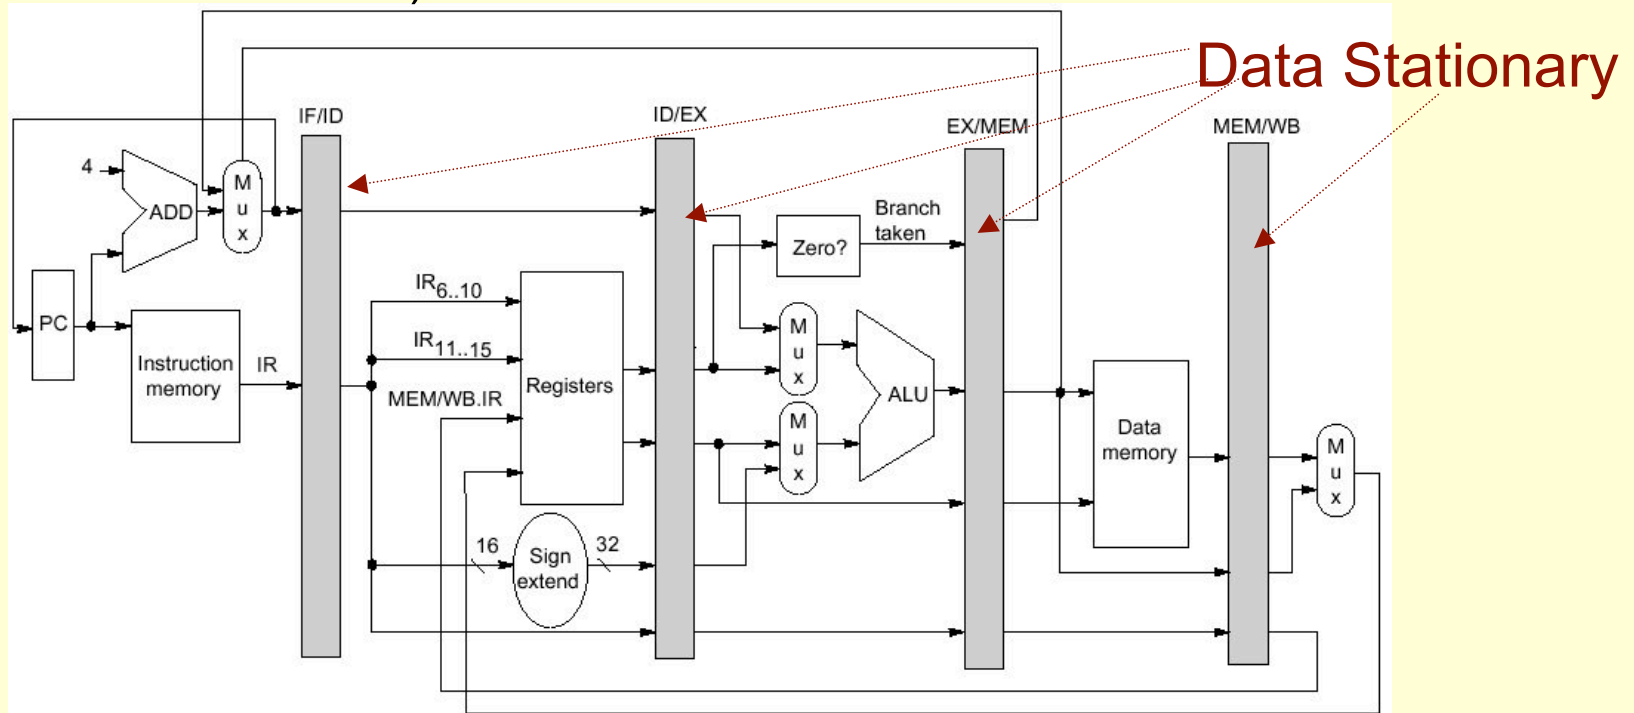 )
Data Stationary
IF/ID
ID/EX
EX/MEM
MEM/WB
4
ADD
M
u
x
Branch
taken
Zero?
IR6..10
PC
Instruction
memory
IR
IR11..15
MEM/WB.IR
Registers
M
u
x
ALU
M
u
x
Data
memory
M
u
x
16
Sign
extend
32